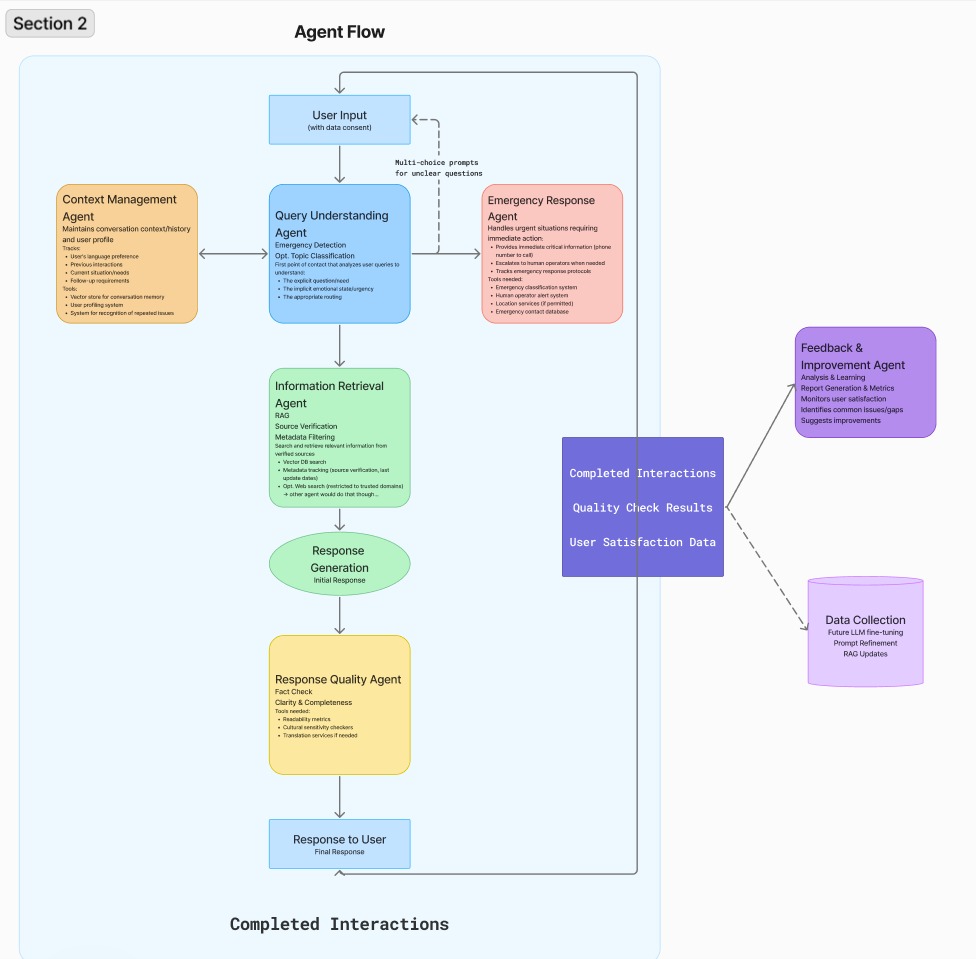 Section 2
Agent Flow
User Input
(with data consent)
Multi-choice prompts
for unclear questions
Context Management
Agent
Maintains conversation context/history
and user profile
Tracks:
• User's language preference
• Previous interactions
• Current situation/needs
• Follow-up requirements
Tools:
• Vector store for conversation memory
• User profiling system
• System for recognition of repeated issues
Query Understanding
Agent
Emergency Detection
Opt. Topic Classification
First point of contact that analyzes user queries to
understand:
• The explicit question/need
• The implicit emotional state/urgency
• The appropriate routing
Emergency Response
Agent
Handles urgent situations requiring
immediate action:
• Provides immediate critical information (phone
number to call)
• Escalates to human operators when needed
• Tracks emergency response protocols
Tools needed:
• Emergency classification system
• Human operator alert system
• Location services (if permitted)
• Emergency contact database
Information Retrieval
Agent
RAG
Source Verification
Metadata Filtering
Search and retrieve relevant information from
verified sources
• Vector DB search
• Metadata tracking (source verification, last
update dates)
• Opt. Web search (restricted to trusted domains)
→ other agent would do that though...
Response
Generation
Initial Response
Response Quality Agent
Fact Check
Clarity & Completeness
Tools needed:
• Readability metrics
• Cultural sensitivity checkers
• Translation services if needed
Response to User
Final Response
Completed Interactions
Completed Interactions
Quality Check Results
User Satisfaction Data
Feedback &
Improvement Agent
Analysis & Learning
Report Generation & Metrics
Monitors user satisfaction
Identifies common issues/gaps
Suggests improvements
Data Collection
Future LLM fine-tuning
Prompt Refinement
RAG Updates